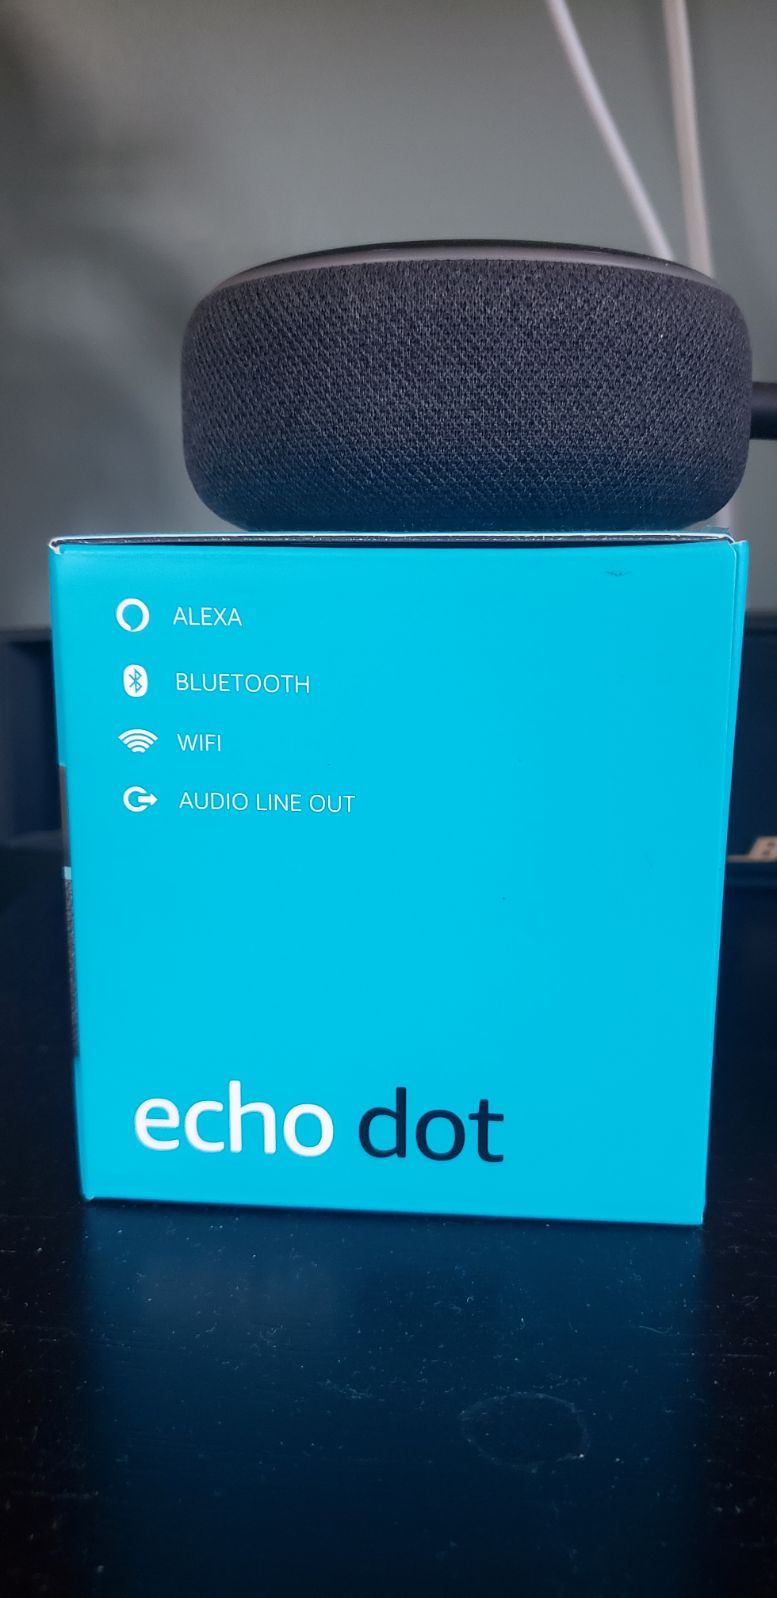 ALEXA
BLUETOOTH
WIFI
AUDIO LINE OUT
echo dot